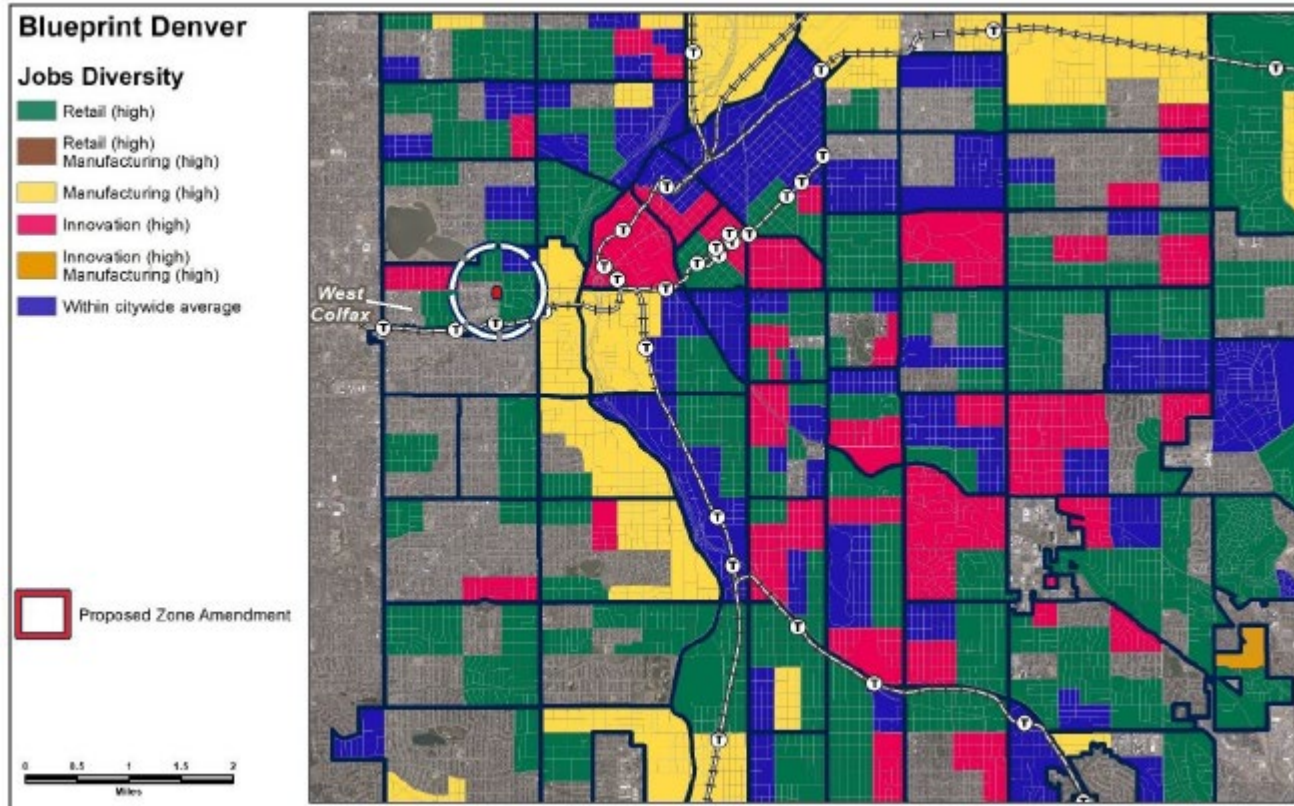 Blueprint Denver
Jobs Diversity
Retail (high)
Retail (high)
Manufacturing (high)
Manufacturing (high)
Innovation (high)
Innovation (high)
Manufacturing (high)
Within citywide average
Proposed Zone Amendment
0 0.5 1 1.5 2
Miles
West
Colfax
T T T T T T T T T T T T T T T T T T T T T T T T T T T T